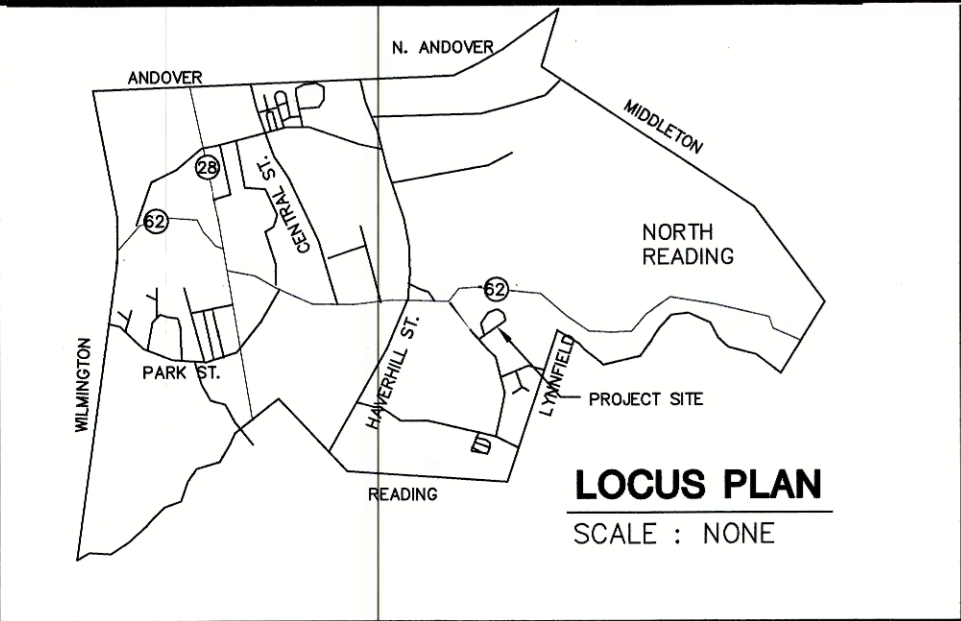 N. ANDOVER
ANDOVER
MIDDLETON
28
CENTRAL ST.
62
NORTH
READING
62
HAVERHILL ST.
WILMINGTON
PARK ST.
LYNNFIELD
PROJECT SITE
READING
LOCUS PLAN
SCALE : NONE